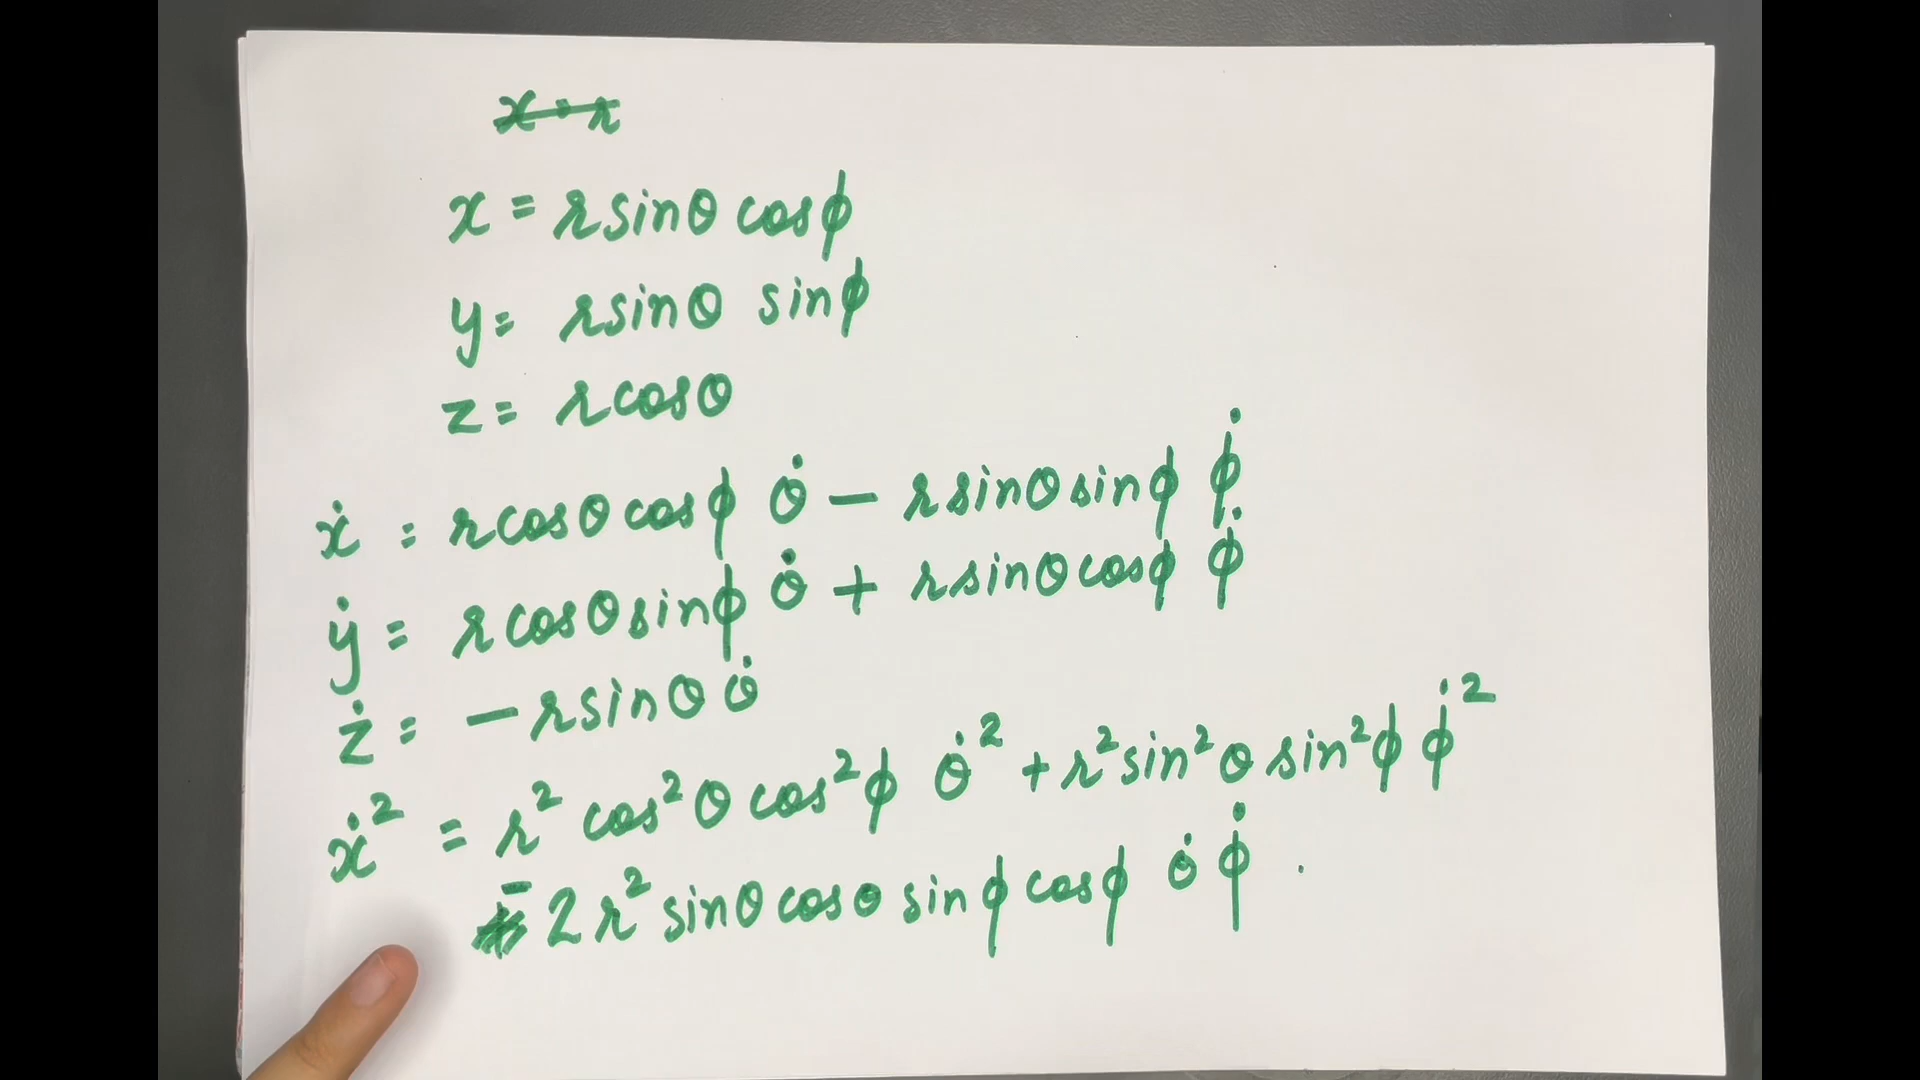 x = r
x = r sinθ cosϕ
y = r sinθ sinϕ
z = r cosθ
ẋ = r cosθ cosϕ θ̇ − r sinθ sinϕ ϕ̇
ẏ = r cosθ sinϕ θ̇ + r sinθ cosϕ ϕ̇
ż = − r sinθ θ̇
ẋ² = r² cos²θ cos²ϕ θ̇² + r² sin²θ sin²ϕ ϕ̇²
− 2 r² sinθ cosθ sinϕ cosϕ θ̇ ϕ̇ .